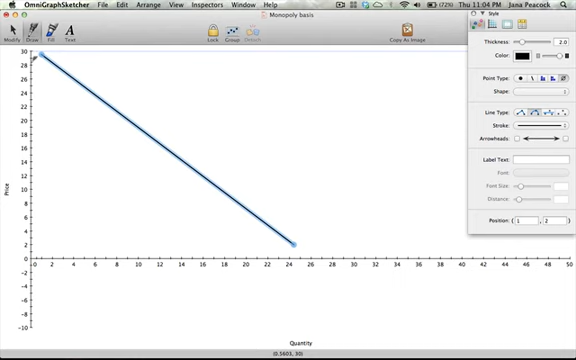 OmniGraphSketcher File Edit Arrange Inspectors Window Help (72%) Thu 11:04 PM Jana Peacock
Monopoly basis
Style
Modify Draw Fill Text Lock Group Detach Copy As Image
Thickness: 2.0
Color:
Point Type:
Shape:
Line Type:
Stroke:
Arrowheads:
Label Text:
Font:
Font Size:
Distance:
Position: ( 1 , 2 )
30
28
26
24
22
20
18
16
14
12
10
8
6
4
2
0
-2
-4
-6
-8
-10
Price
0 2 4 6 8 10 12 14 16 18 20 22 24 26 28 30 32 34 36 38 40 42 44 46 48 50
Quantity
(0.5603, 30)